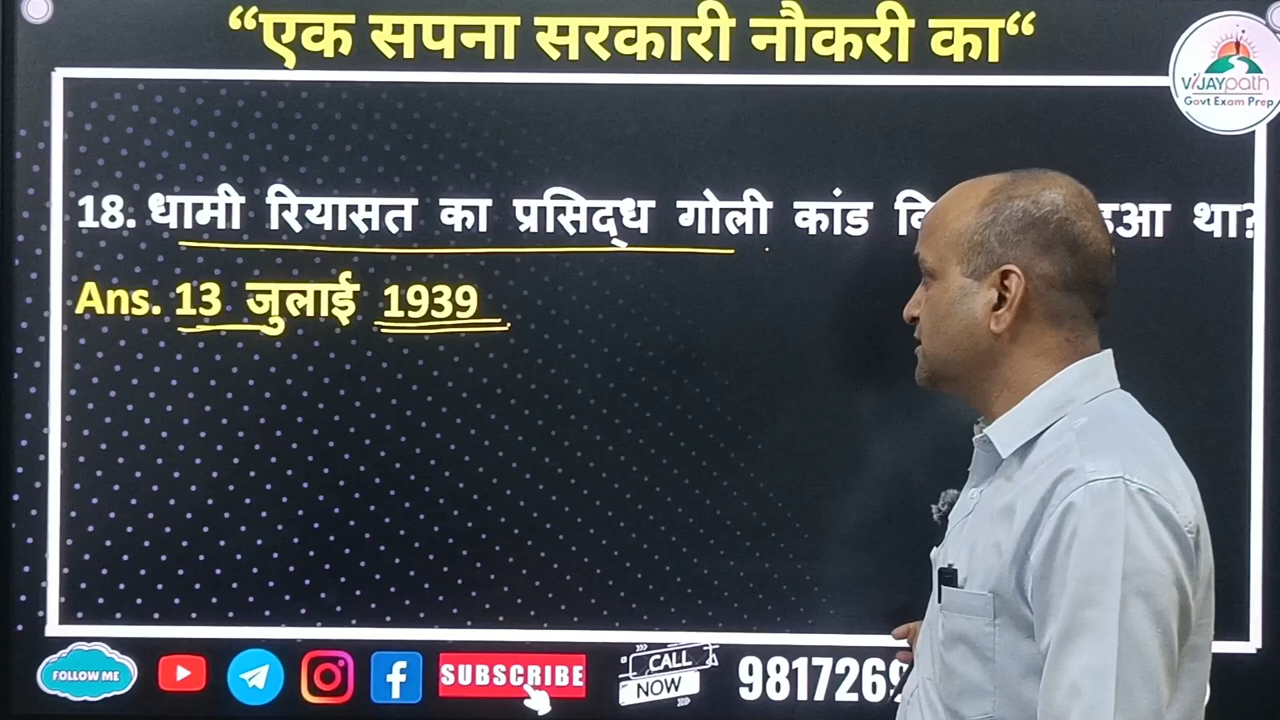 “एक सपना सरकारी नौकरी का“
VIJAYpath
Govt Exam Prep
18. धामी रियासत का प्रसिद्ध गोली कांड हुआ था?
Ans. 13 जुलाई 1939
FOLLOW ME
SUBSCRIBE
CALL
NOW
981726